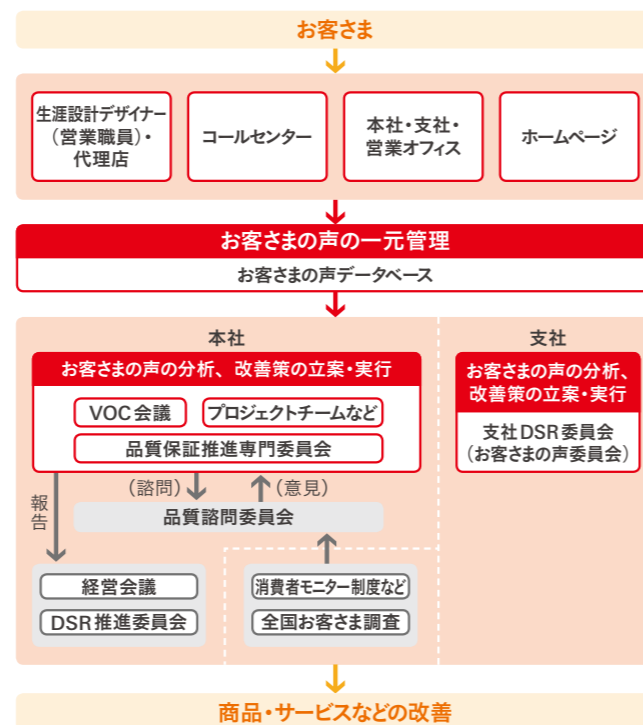 お客さま
生涯設計デザイナー
（営業職員）・
代理店
コールセンター
本社・支社・
営業オフィス
ホームページ
お客さまの声の一元管理
お客さまの声データベース
本社
お客さまの声の分析、改善策の立案・実行
VOC会議
プロジェクトチームなど
品質保証推進専門委員会
（諮問）
（意見）
品質諮問委員会
報告
経営会議
DSR推進委員会
消費者モニター制度など
全国お客さま調査
支社
お客さまの声の分析、
改善策の立案・実行
支社DSR委員会
（お客さまの声委員会）
商品・サービスなどの改善